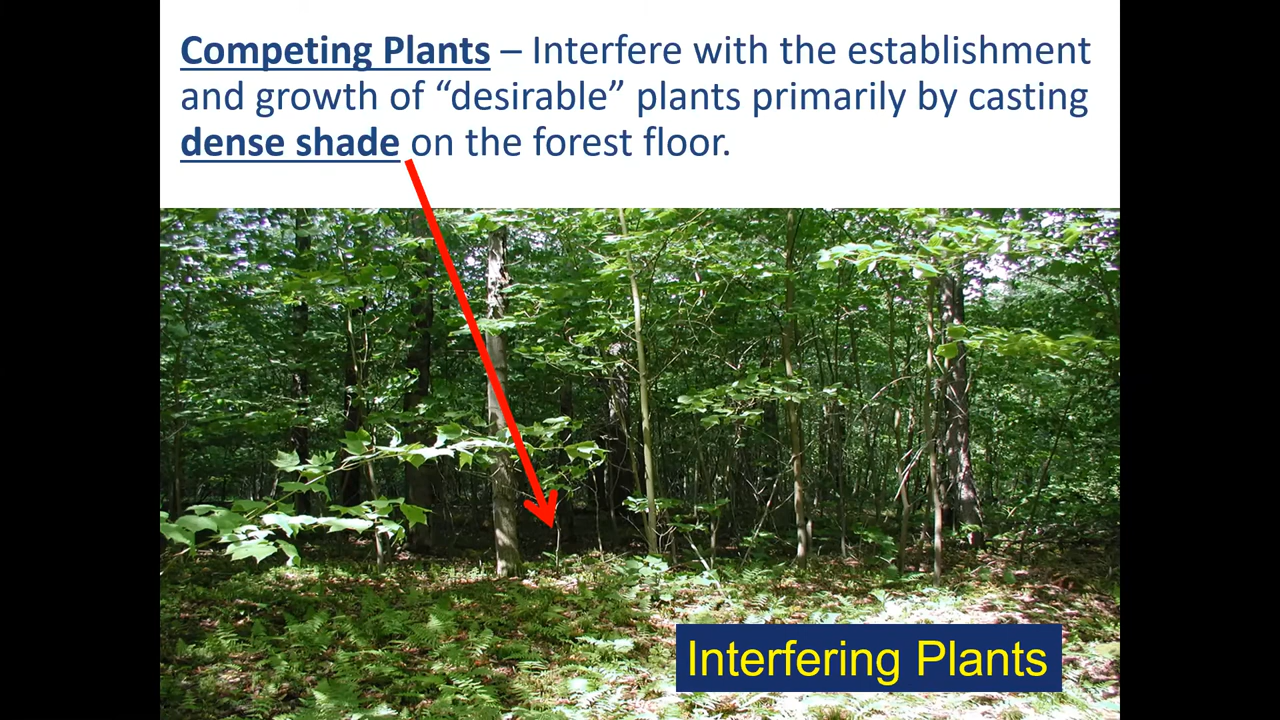 Competing Plants – Interfere with the establishment
and growth of “desirable” plants primarily by casting
dense shade on the forest floor.
Interfering Plants